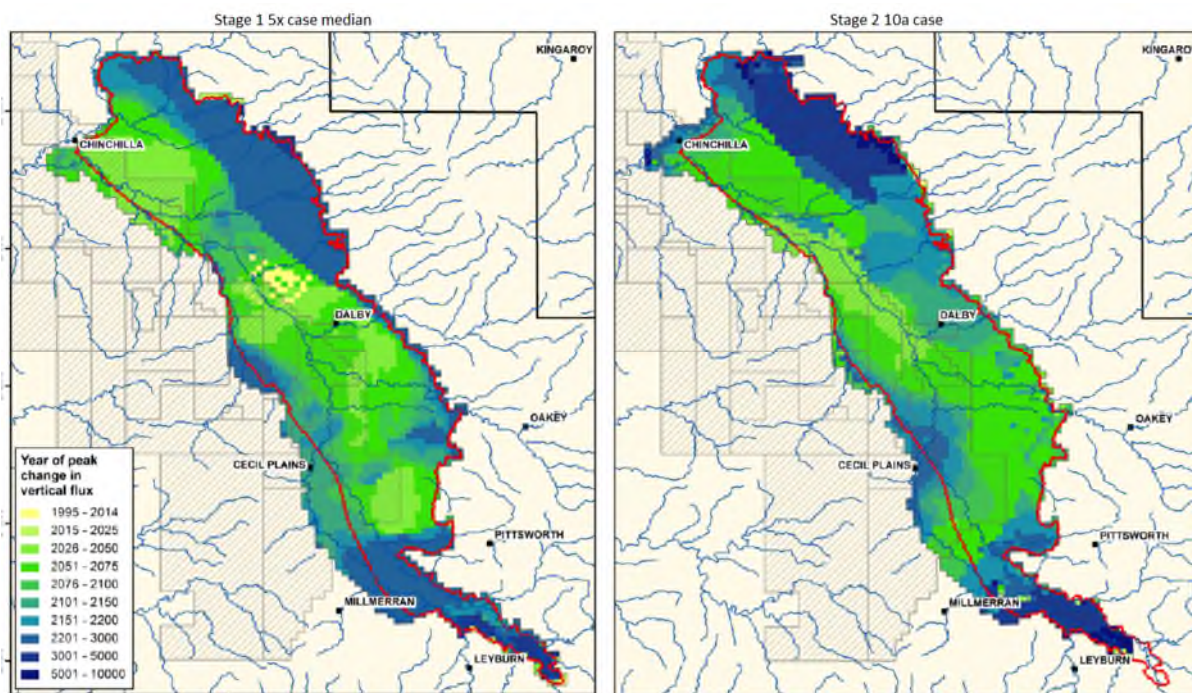 Stage 1 5x case median
KINGAROY
CHINCHILLA
DALBY
OAKEY
CECIL PLAINS
PITTSWORTH
MILLMERRAN
LEYBURN
Year of peak
change in
vertical flux
1995 - 2014
2015 - 2025
2026 - 2050
2051 - 2075
2076 - 2100
2101 - 2150
2151 - 2200
2201 - 3000
3001 - 5000
5001 - 10000
Stage 2 10a case
KINGAROY
CHINCHILLA
DALBY
OAKEY
CECIL PLAINS
PITTSWORTH
MILLMERRAN
LEYBURN